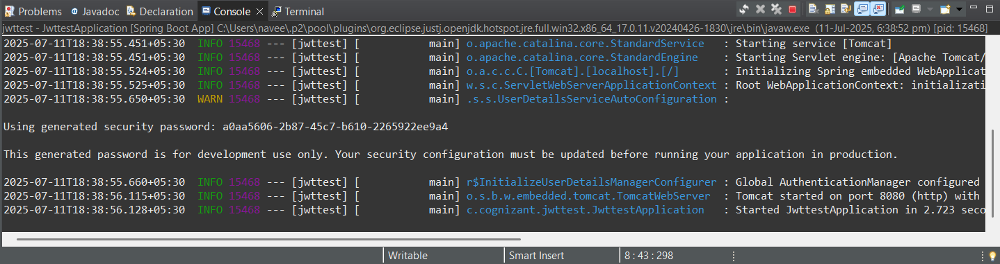 Problems @ Javadoc Declaration Console Terminal
jwttest - JwttestApplication [Spring Boot App] C:\Users\navee\.p2\pool\plugins\org.eclipse.justj.openjdk.hotspot.jre.full.win32.x86_64_17.0.11.v20240426-1830\jre\bin\javaw.exe (11-Jul-2025, 6:38:52 pm) [pid: 15468]
2025-07-11T18:38:55.451+05:30 INFO 15468 --- [jwttest] [ main] o.apache.catalina.core.StandardService : Starting service [Tomcat]
2025-07-11T18:38:55.451+05:30 INFO 15468 --- [jwttest] [ main] o.apache.catalina.core.StandardEngine : Starting Servlet engine: [Apache Tomcat/
2025-07-11T18:38:55.524+05:30 INFO 15468 --- [jwttest] [ main] o.a.c.c.C.[Tomcat].[localhost].[/] : Initializing Spring embedded WebApplicat
2025-07-11T18:38:55.525+05:30 INFO 15468 --- [jwttest] [ main] w.s.c.ServletWebServerApplicationContext : Root WebApplicationContext: initializati
2025-07-11T18:38:55.650+05:30 WARN 15468 --- [jwttest] [ main] .s.s.UserDetailsServiceAutoConfiguration :
Using generated security password: a0aa5606-2b87-45c7-b610-2265922ee9a4
This generated password is for development use only. Your security configuration must be updated before running your application in production.
2025-07-11T18:38:55.660+05:30 INFO 15468 --- [jwttest] [ main] r$InitializeUserDetailsManagerConfigurer : Global AuthenticationManager configured
2025-07-11T18:38:56.115+05:30 INFO 15468 --- [jwttest] [ main] o.s.b.w.embedded.tomcat.TomcatWebServer : Tomcat started on port 8080 (http) with
2025-07-11T18:38:56.128+05:30 INFO 15468 --- [jwttest] [ main] c.cognizant.jwttest.JwttestApplication : Started JwttestApplication in 2.723 seco
Writable Smart Insert 8 : 43 : 298